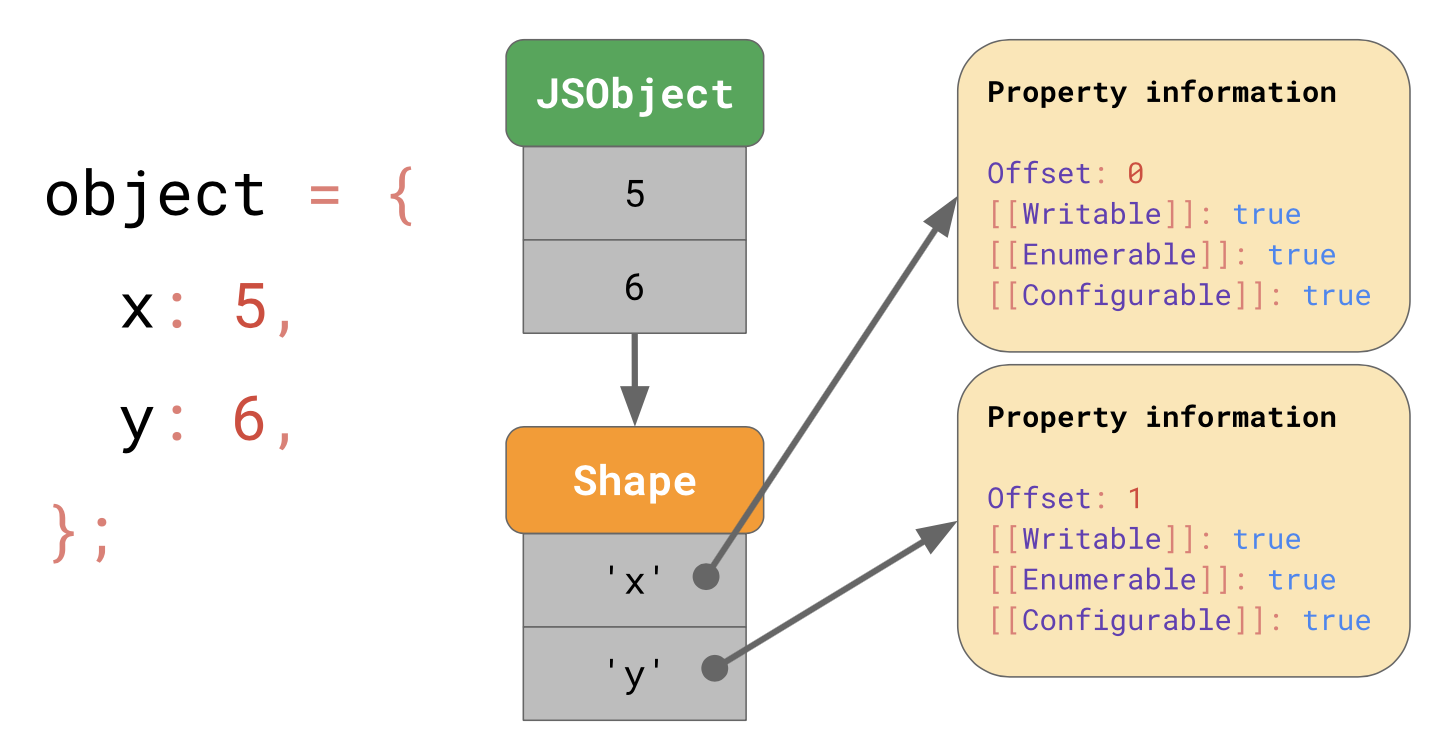 object = {
x: 5,
y: 6,
};
JSObject
5
6
Shape
'x'
'y'
Property information
Offset: 0
[[Writable]]: true
[[Enumerable]]: true
[[Configurable]]: true
Property information
Offset: 1
[[Writable]]: true
[[Enumerable]]: true
[[Configurable]]: true